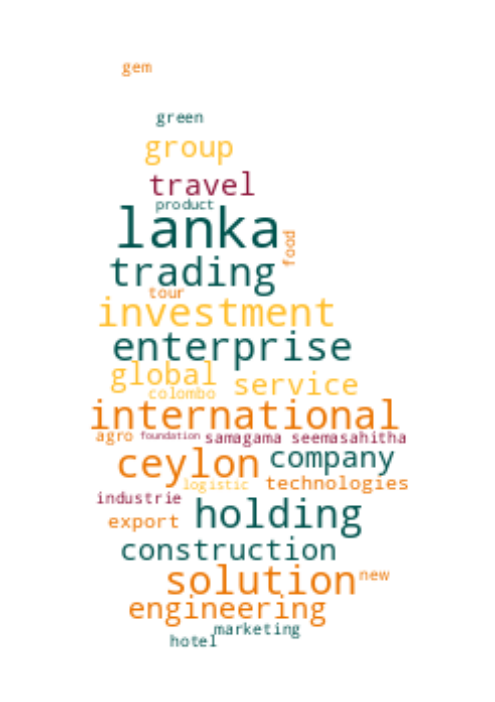 gem
green
group
travel
product
lanka
food
trading
tour
investment
enterprise
global
service
colombo
international
agro
foundation
samagama seemasahitha
ceylon
company
logistic
technologies
industrie
holding
export
construction
solution
new
engineering
marketing
hotel